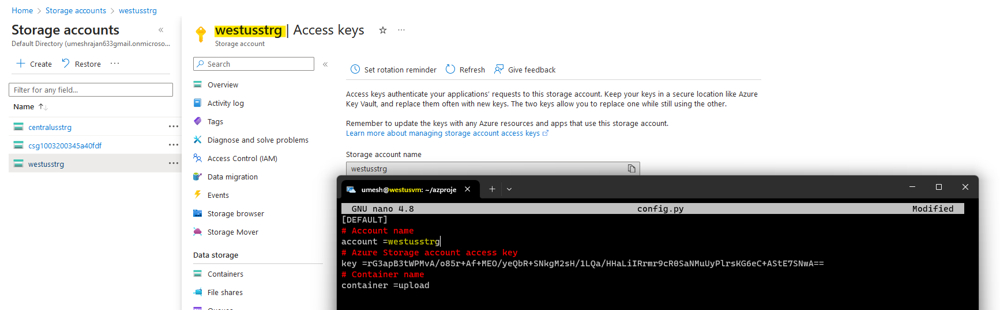 Home > Storage accounts > westusstrg
Storage accounts «
Default Directory (umeshrajan633gmail.onmicroso...
+ Create Restore ...
Filter for any field...
Name ↑↓
centralusstrg ...
csg1003200345a40fdf ...
westusstrg ...
westusstrg | Access keys ☆ ...
Storage account
Search «
Overview
Activity log
Tags
Diagnose and solve problems
Access Control (IAM)
Data migration
Events
Storage browser
Storage Mover
Data storage
Containers
File shares
Queues
Set rotation reminder Refresh Give feedback
Access keys authenticate your applications' requests to this storage account. Keep your keys in a secure location like Azure
Key Vault, and replace them often with new keys. The two keys allow you to replace one while still using the other.
Remember to update the keys with any Azure resources and apps that use this storage account.
Learn more about managing storage account access keys
Storage account name
westusstrg
umesh@westusvm: ~/azproje
GNU nano 4.8 config.py Modified
[DEFAULT]
# Account name
account =westusstrg
# Azure Storage account access key
key =rG3apB3tWPMvA/o85r+Af+MEO/yeQbR+SNkgM2sH/1LQa/HHaLiIRrmr9cR0SaNMuUyPlrsKG6eC+AStE7SNwA==
# Container name
container =upload